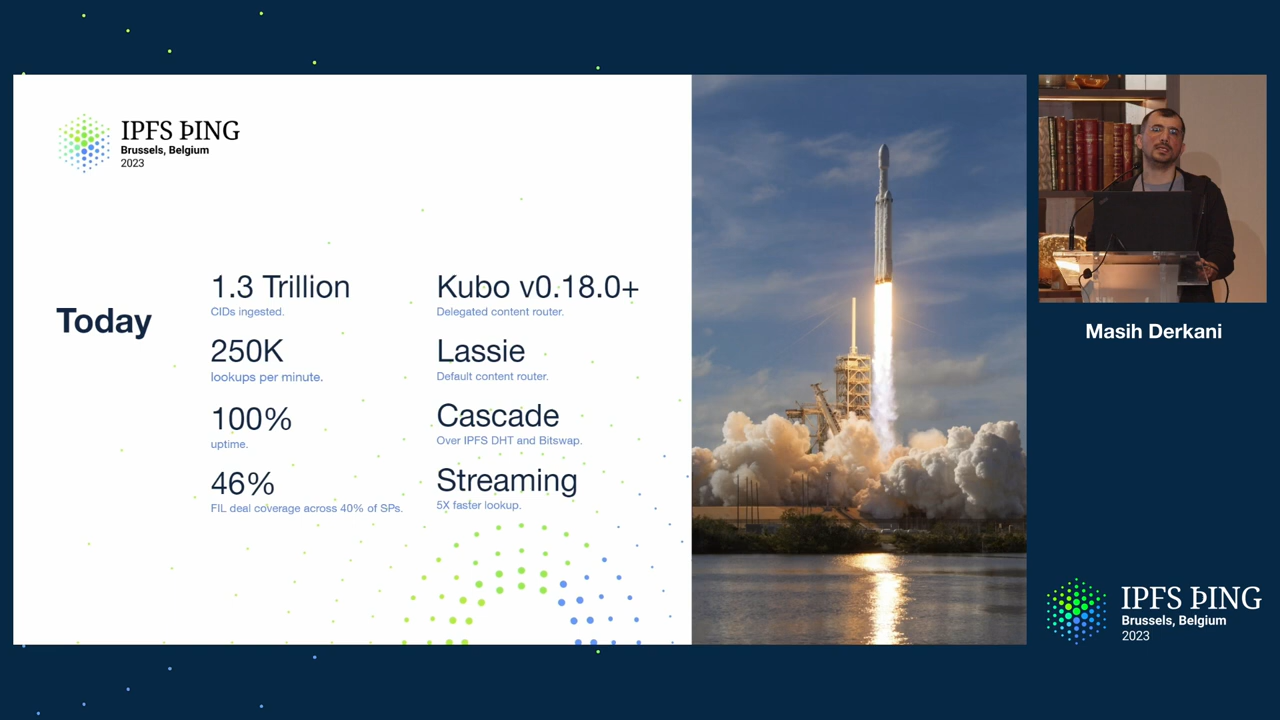 IPFS ÞING
Brussels, Belgium
2023
Today
1.3 Trillion
CIDs ingested.
250K
lookups per minute.
100%
uptime.
46%
FIL deal coverage across 40% of SPs.
Kubo v0.18.0+
Delegated content router.
Lassie
Default content router.
Cascade
Over IPFS DHT and Bitswap.
Streaming
5X faster lookup.
Masih Derkani
IPFS ÞING
Brussels, Belgium
2023